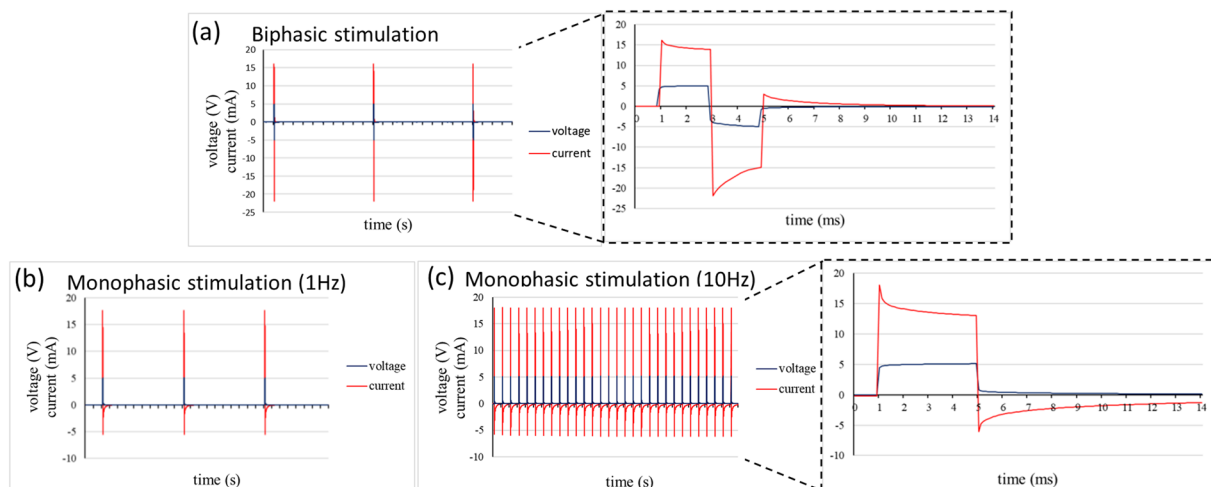 (a) Biphasic stimulation
20
15
10
5
0
-5
-10
-15
-20
-25
voltage (V)
current (mA)
time (s)
voltage
current
20
15
10
5
0
-5
-10
-15
-20
-25
0 1 2 3 4 5 6 7 8 9 10 11 12 13 14
time (ms)
(b) Monophasic stimulation (1Hz)
20
15
10
5
0
-5
-10
voltage (V)
current (mA)
time (s)
voltage
current
(c) Monophasic stimulation (10Hz)
20
15
10
5
0
-5
-10
voltage (V)
current (mA)
time (s)
voltage
current
20
15
10
5
0
-5
-10
0 1 2 3 4 5 6 7 8 9 10 11 12 13 14
time (ms)